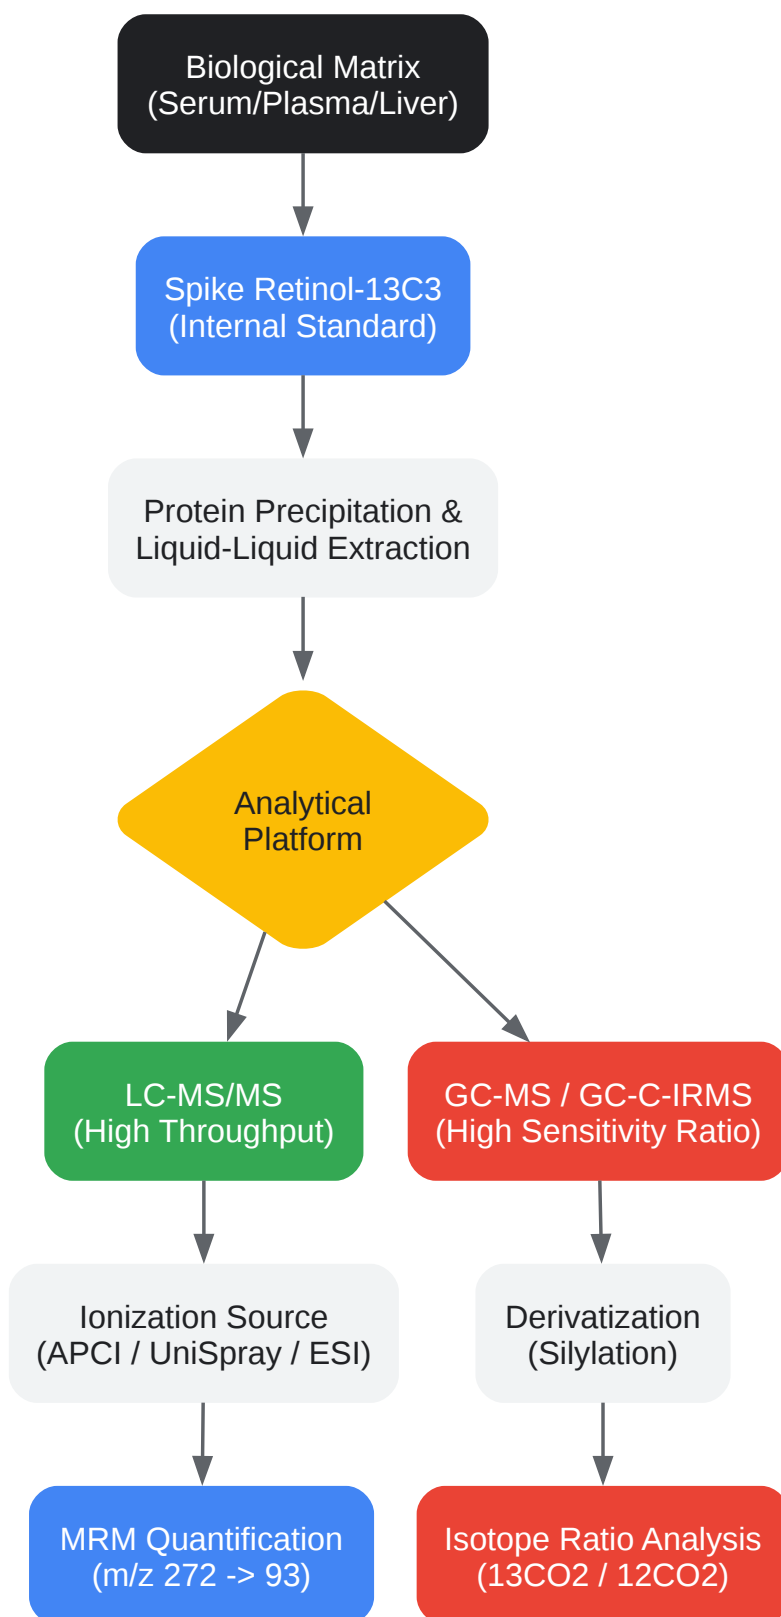 Biological Matrix
(Serum/Plasma/Liver)
Spike Retinol-13C3
(Internal Standard)
Protein Precipitation &
Liquid-Liquid Extraction
Analytical
Platform
LC-MS/MS
(High Throughput)
GC-MS / GC-C-IRMS
(High Sensitivity Ratio)
Ionization Source
(APCI / UniSpray / ESI)
Derivatization
(Silylation)
MRM Quantification
(m/z 272 -> 93)
Isotope Ratio Analysis
(13CO2 / 12CO2)